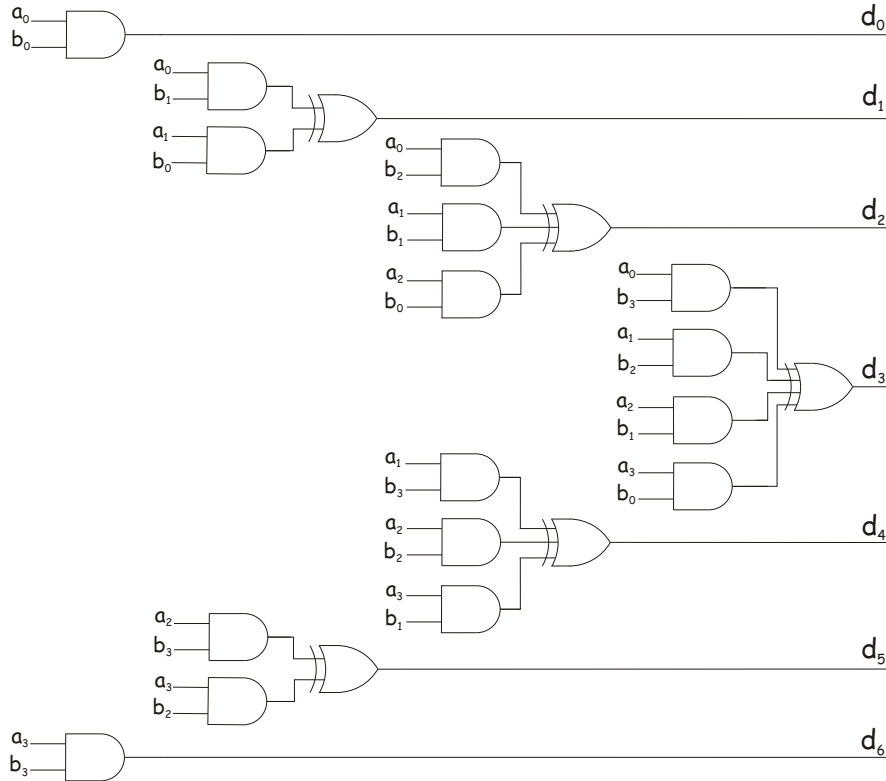 a₀
b₀
d₀
a₀
b₁
a₁
b₀
d₁
a₀
b₂
a₁
b₁
a₂
b₀
d₂
a₀
b₃
a₁
b₂
a₂
b₁
a₃
b₀
d₃
a₁
b₃
a₂
b₂
a₃
b₁
d₄
a₂
b₃
a₃
b₂
d₅
a₃
b₃
d₆